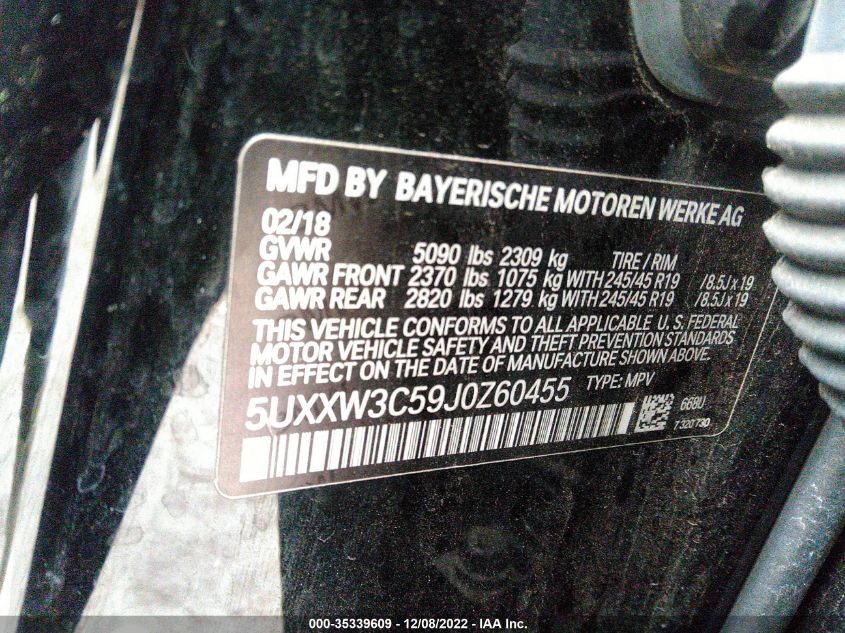 MFD BY BAYERISCHE MOTOREN WERKE AG
02/18
GVWR 5090 lbs 2309 kg TIRE / RIM
GAWR FRONT 2370 lbs 1075 kg WITH 245/45 R19 /8.5J x 19
GAWR REAR 2820 lbs 1279 kg WITH 245/45 R19 /8.5J x 19
THIS VEHICLE CONFORMS TO ALL APPLICABLE U.S. FEDERAL
MOTOR VEHICLE SAFETY AND THEFT PREVENTION STANDARDS
IN EFFECT ON THE DATE OF MANUFACTURE SHOWN ABOVE.
5UXXW3C59J0Z60455 TYPE: MPV
668U
7320730
000-35339609 - 12/08/2022 - IAA Inc.